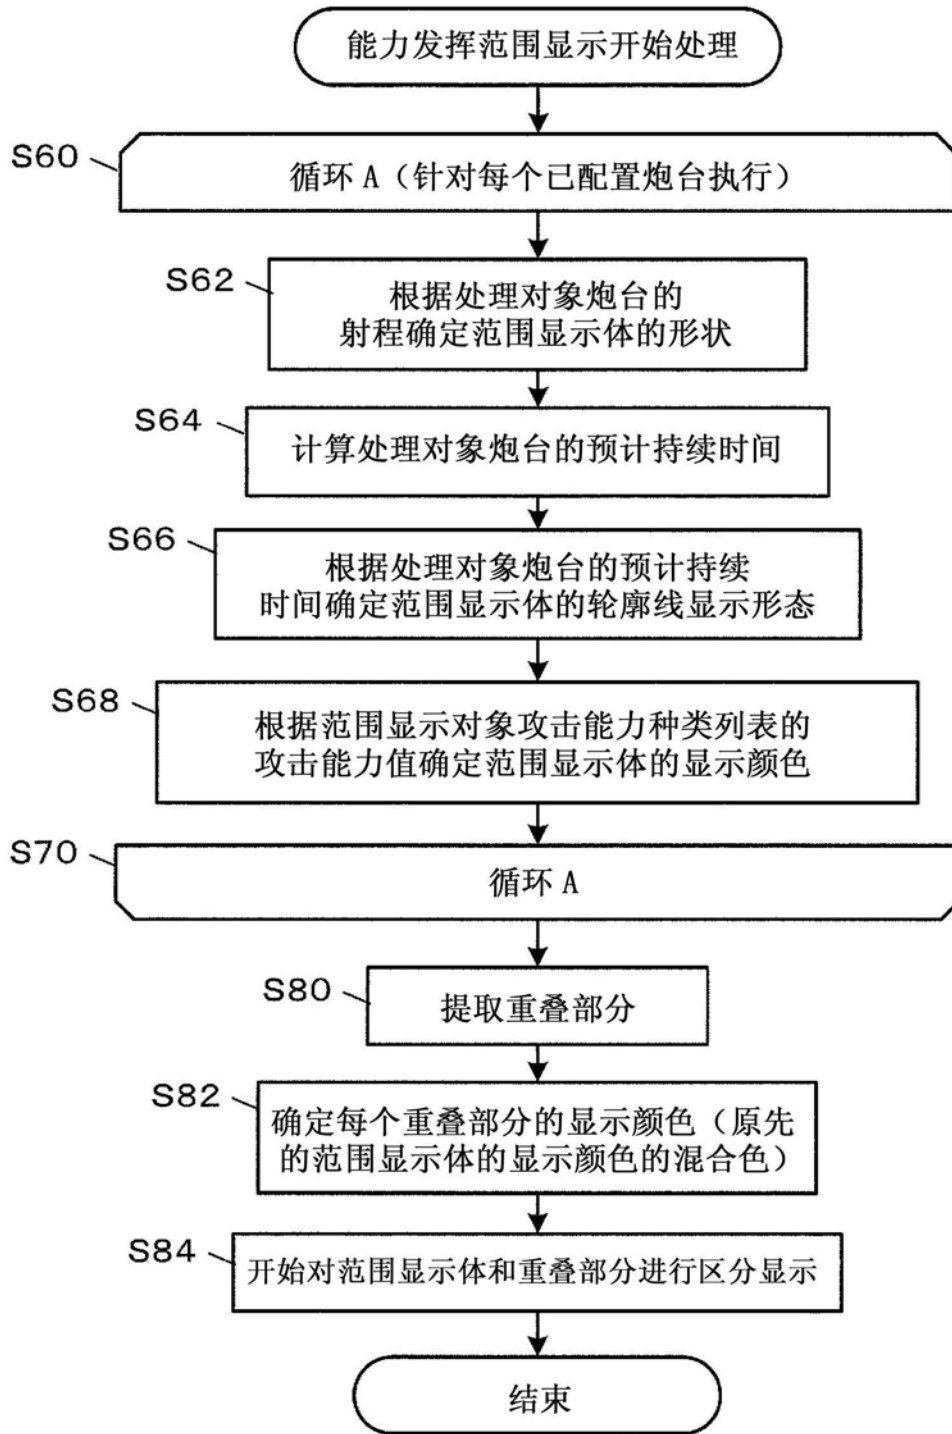 能力发挥范围显示开始处理
S60
循环 A（针对每个已配置炮台执行）
S62
根据处理对象炮台的
射程确定范围显示体的形状
S64
计算处理对象炮台的预计持续时间
S66
根据处理对象炮台的预计持续
时间确定范围显示体的轮廓线显示形态
S68
根据范围显示对象攻击能力种类列表的
攻击能力值确定范围显示体的显示颜色
S70
循环 A
S80
提取重叠部分
S82
确定每个重叠部分的显示颜色（原先
的范围显示体的显示颜色的混合色）
S84
开始对范围显示体和重叠部分进行区分显示
结束